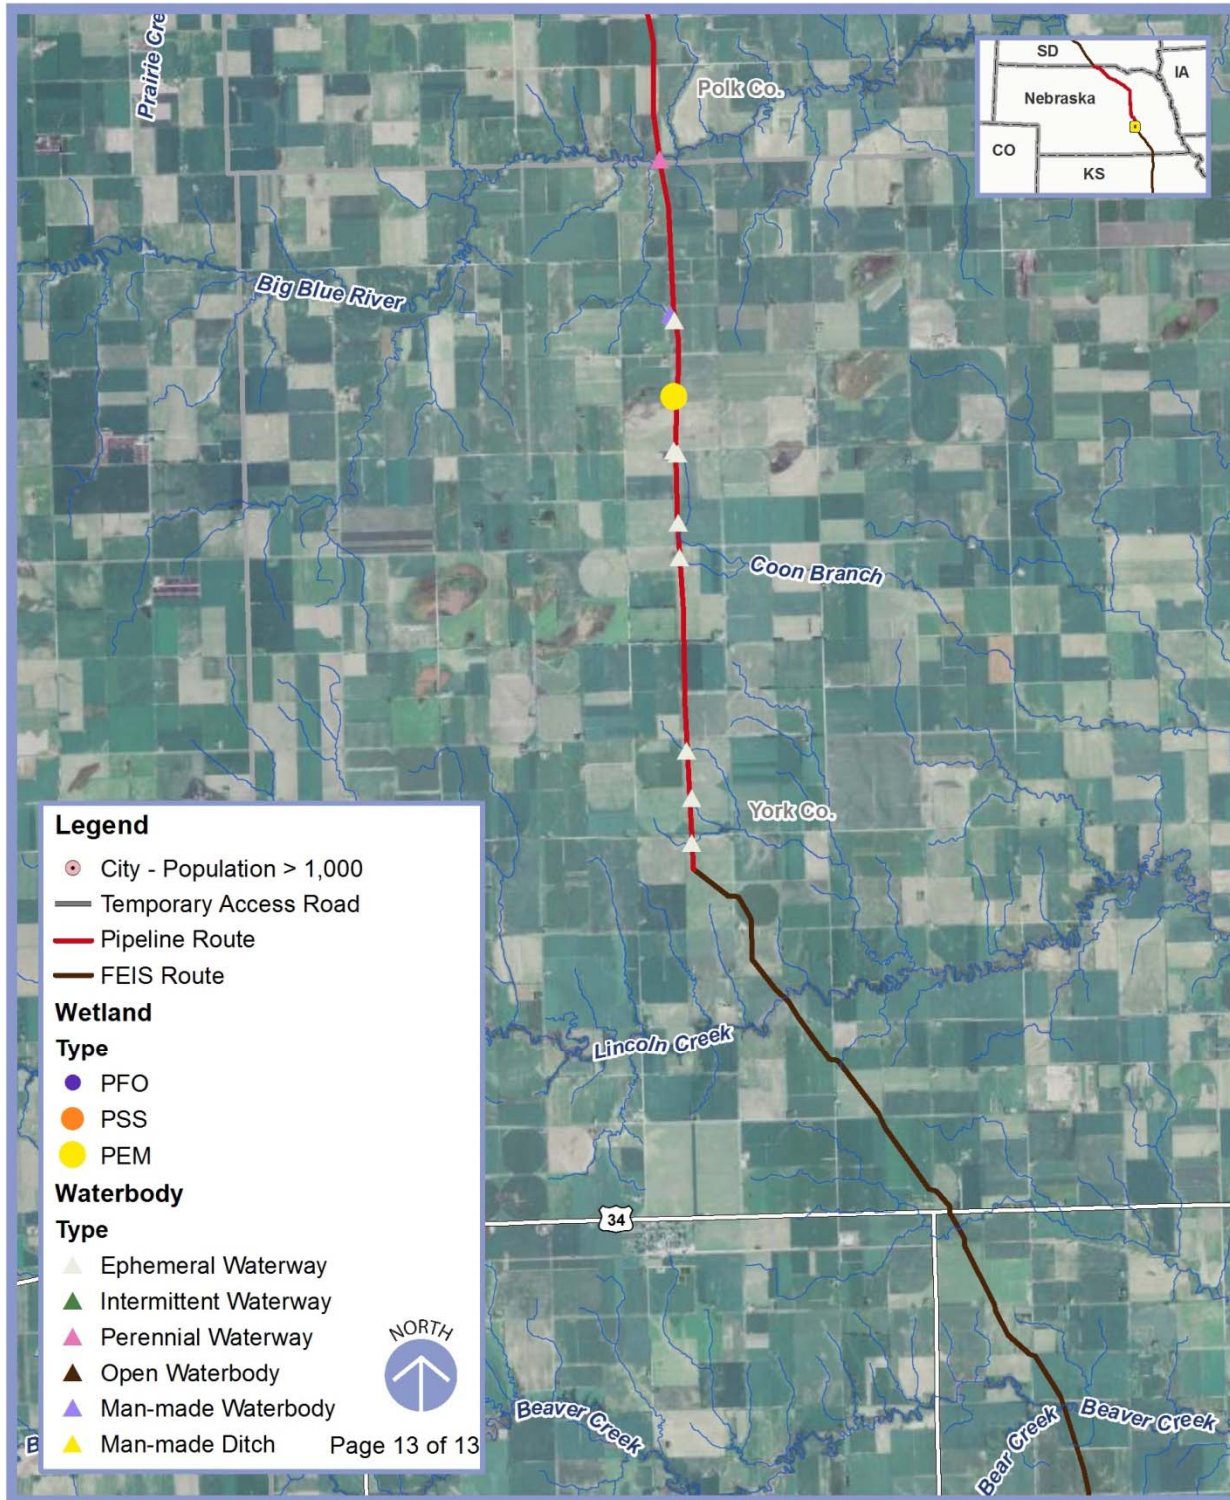 Prairie Cre
Polk Co.
SD
IA
Nebraska
CO
KS
Big Blue River
Coon Branch
York Co.
Lincoln Creek
34
Beaver Creek
Bear Creek
Beaver Creek
B
Legend
City - Population > 1,000
Temporary Access Road
Pipeline Route
FEIS Route
Wetland
Type
PFO
PSS
PEM
Waterbody
Type
Ephemeral Waterway
Intermittent Waterway
Perennial Waterway
Open Waterbody
Man-made Waterbody
Man-made Ditch
NORTH
Page 13 of 13